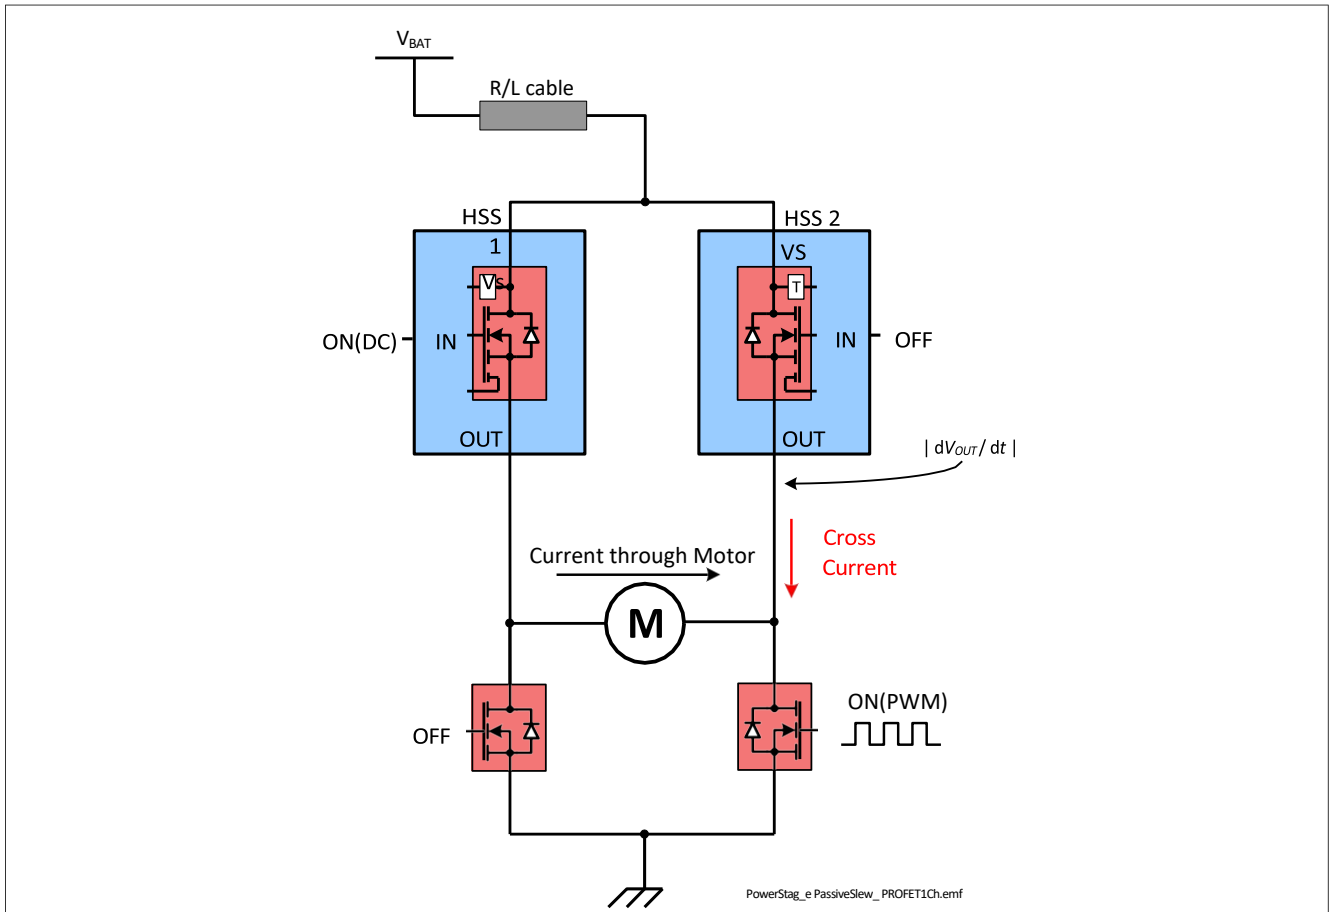 VBAT
R/L cable
HSS
1
HSS 2
Vs
VS
T
ON(DC)
IN
IN
OFF
OUT
OUT
| dVOUT / dt |
Current through Motor
Cross
Current
M
OFF
ON(PWM)
PowerStag_e PassiveSlew_ PROFET1Ch.emf